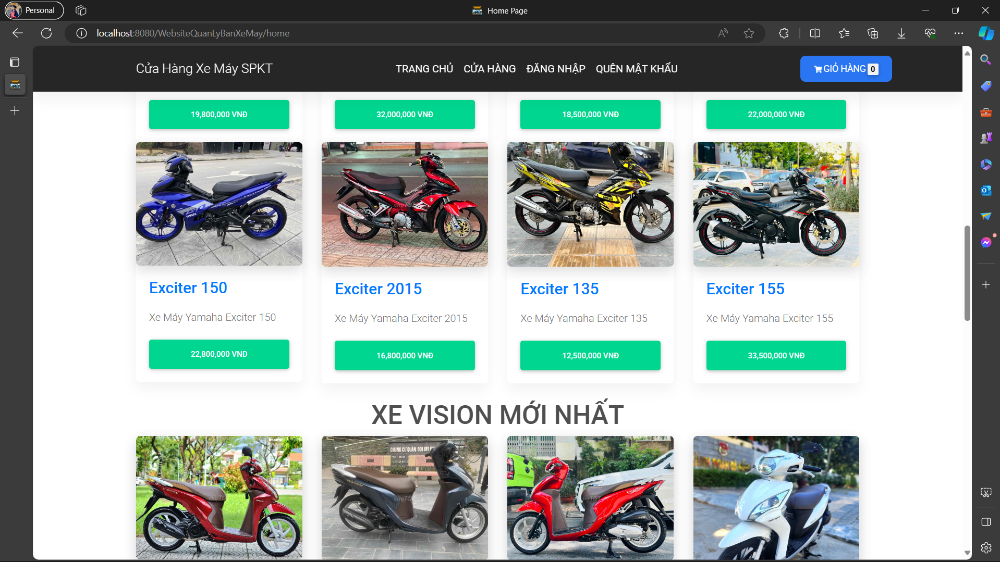 Personal
Home Page
localhost:8080/WebsiteQuanLyBanXeMay/home
Cửa Hàng Xe Máy SPKT
TRANG CHỦ CỬA HÀNG ĐĂNG NHẬP QUÊN MẬT KHẨU
GIỎ HÀNG 0
19,800,000 VNĐ
32,000,000 VNĐ
18,500,000 VNĐ
22,000,000 VNĐ
Exciter 150
Xe Máy Yamaha Exciter 150
22,800,000 VNĐ
Exciter 2015
Xe Máy Yamaha Exciter 2015
16,800,000 VNĐ
Exciter 135
Xe Máy Yamaha Exciter 135
12,500,000 VNĐ
Exciter 155
Xe Máy Yamaha Exciter 155
33,500,000 VNĐ
XE VISION MỚI NHẤT